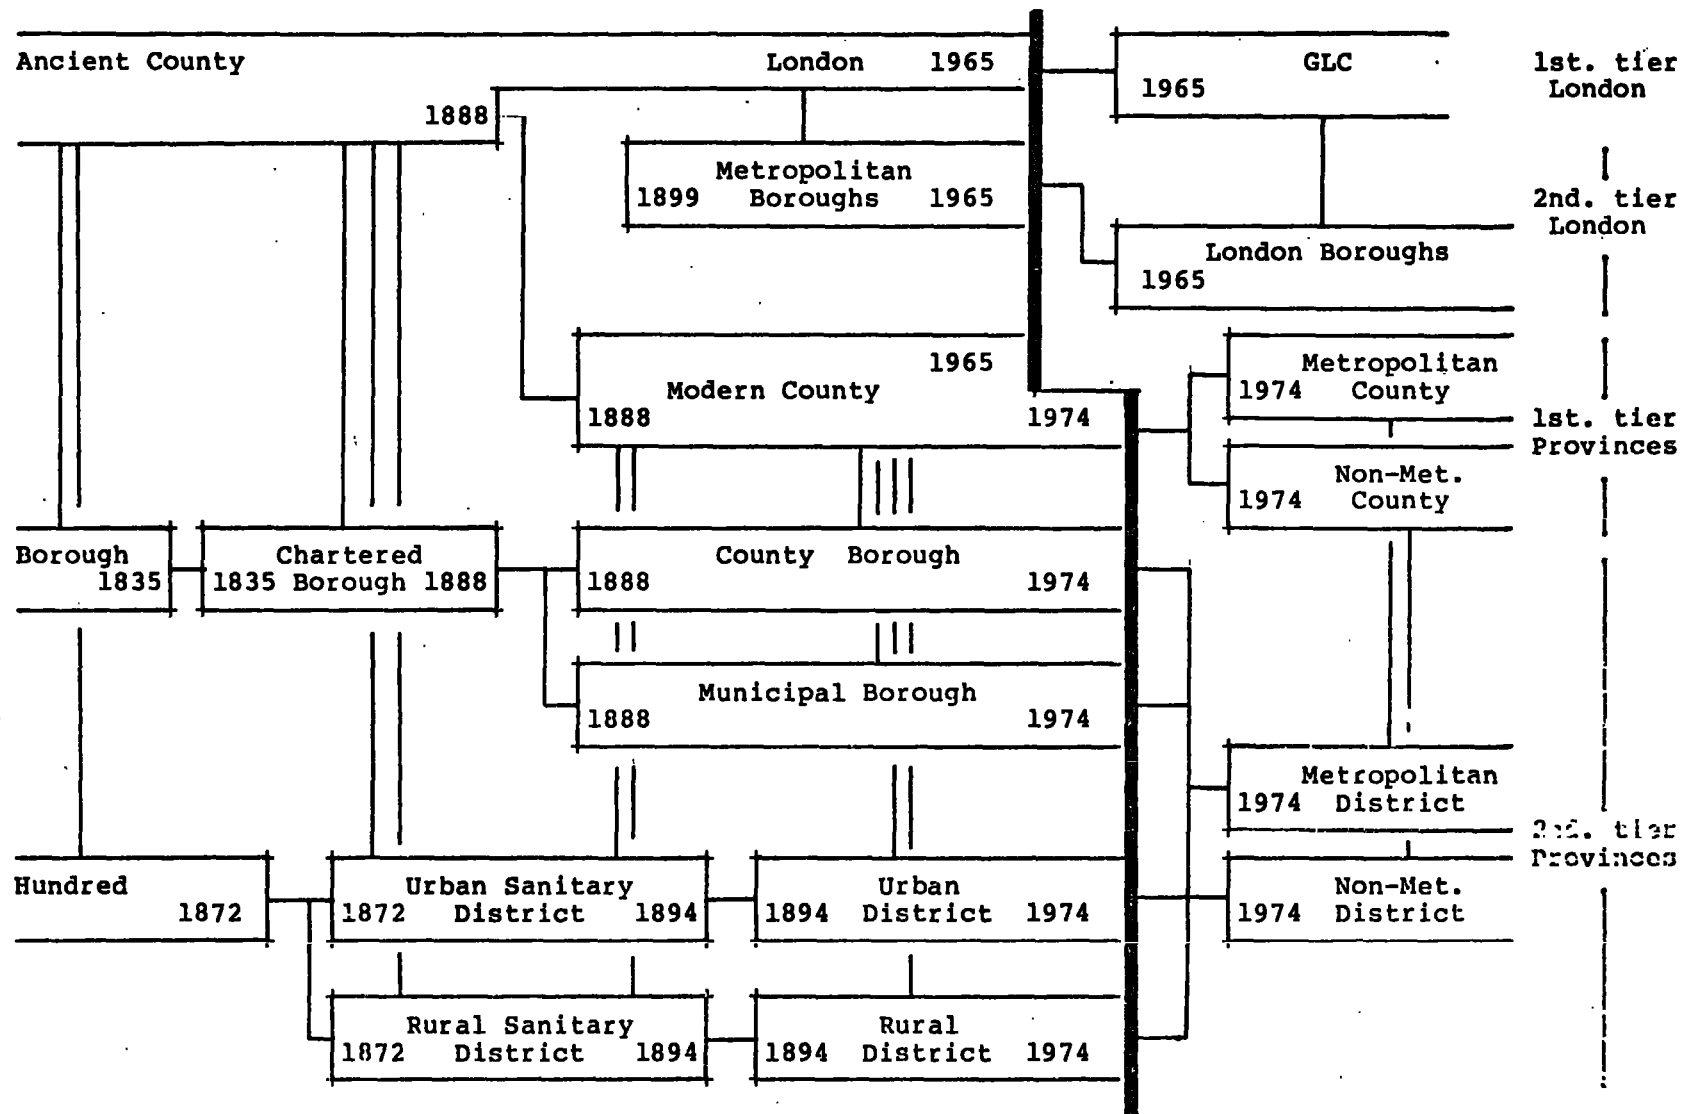 Ancient County
London 1965
1888
GLC
1965
1st. tier
London
Metropolitan
1899 Boroughs 1965
2nd. tier
London
London Boroughs
1965
1965
Modern County
1888 1974
Metropolitan
1974 County
1st. tier
Provinces
Non-Met.
1974 County
Borough
1835
Chartered
1835 Borough 1888
County Borough
1888 1974
Municipal Borough
1888 1974
Metropolitan
1974 District
2nd. tier
Provinces
Hundred
1872
Urban Sanitary
1872 District 1894
Urban
1894 District 1974
Non-Met.
1974 District
Rural Sanitary
1872 District 1894
Rural
1894 District 1974